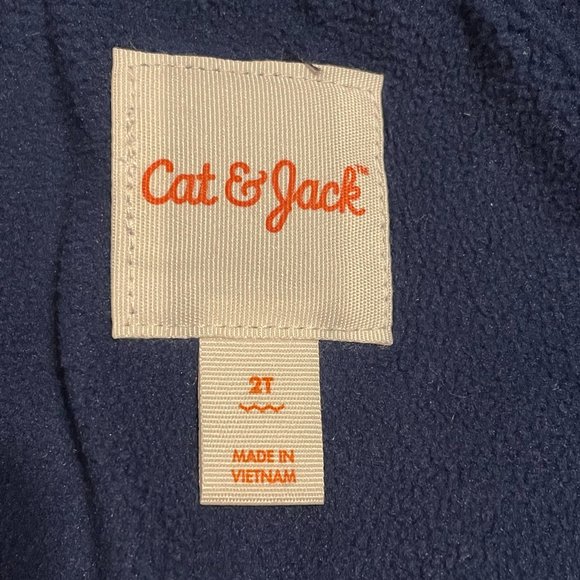 Cat & Jack™
2T
MADE IN
VIETNAM